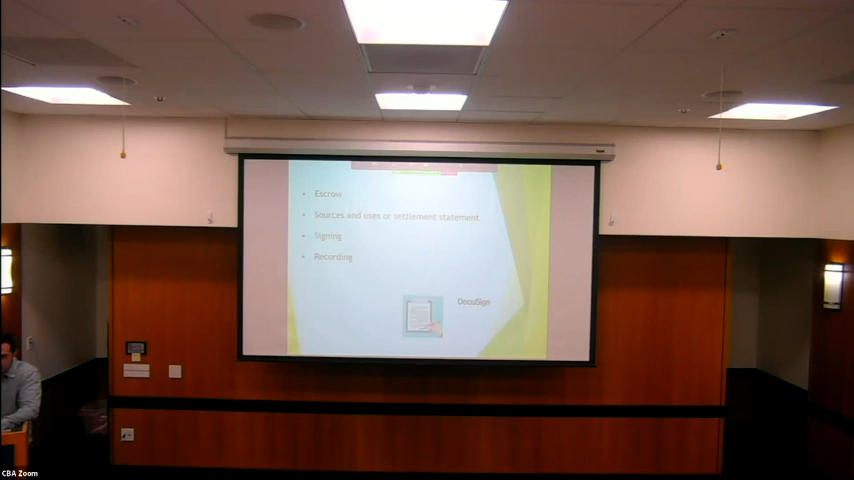 Escrow
Sources and uses or settlement statement
Signing
Recording
DocuSign
CBA Zoom